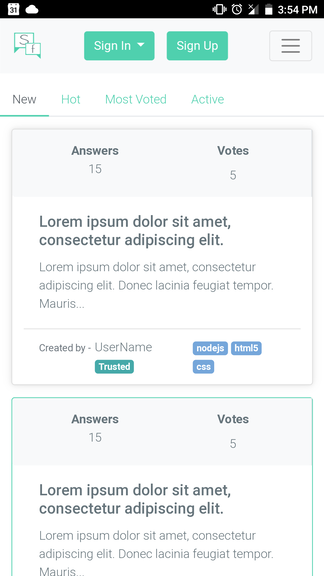 31 3:54 PM
S f Sign In Sign Up
New Hot Most Voted Active
Answers Votes
15 5
Lorem ipsum dolor sit amet,
consectetur adipiscing elit.
Lorem ipsum dolor sit amet, consectetur
adipiscing elit. Donec lacinia feugiat tempor.
Mauris...
Created by - UserName nodejs html5
Trusted css
Answers Votes
15 5
Lorem ipsum dolor sit amet,
consectetur adipiscing elit.
Lorem ipsum dolor sit amet, consectetur
adipiscing elit. Donec lacinia feugiat tempor.
Mauris...